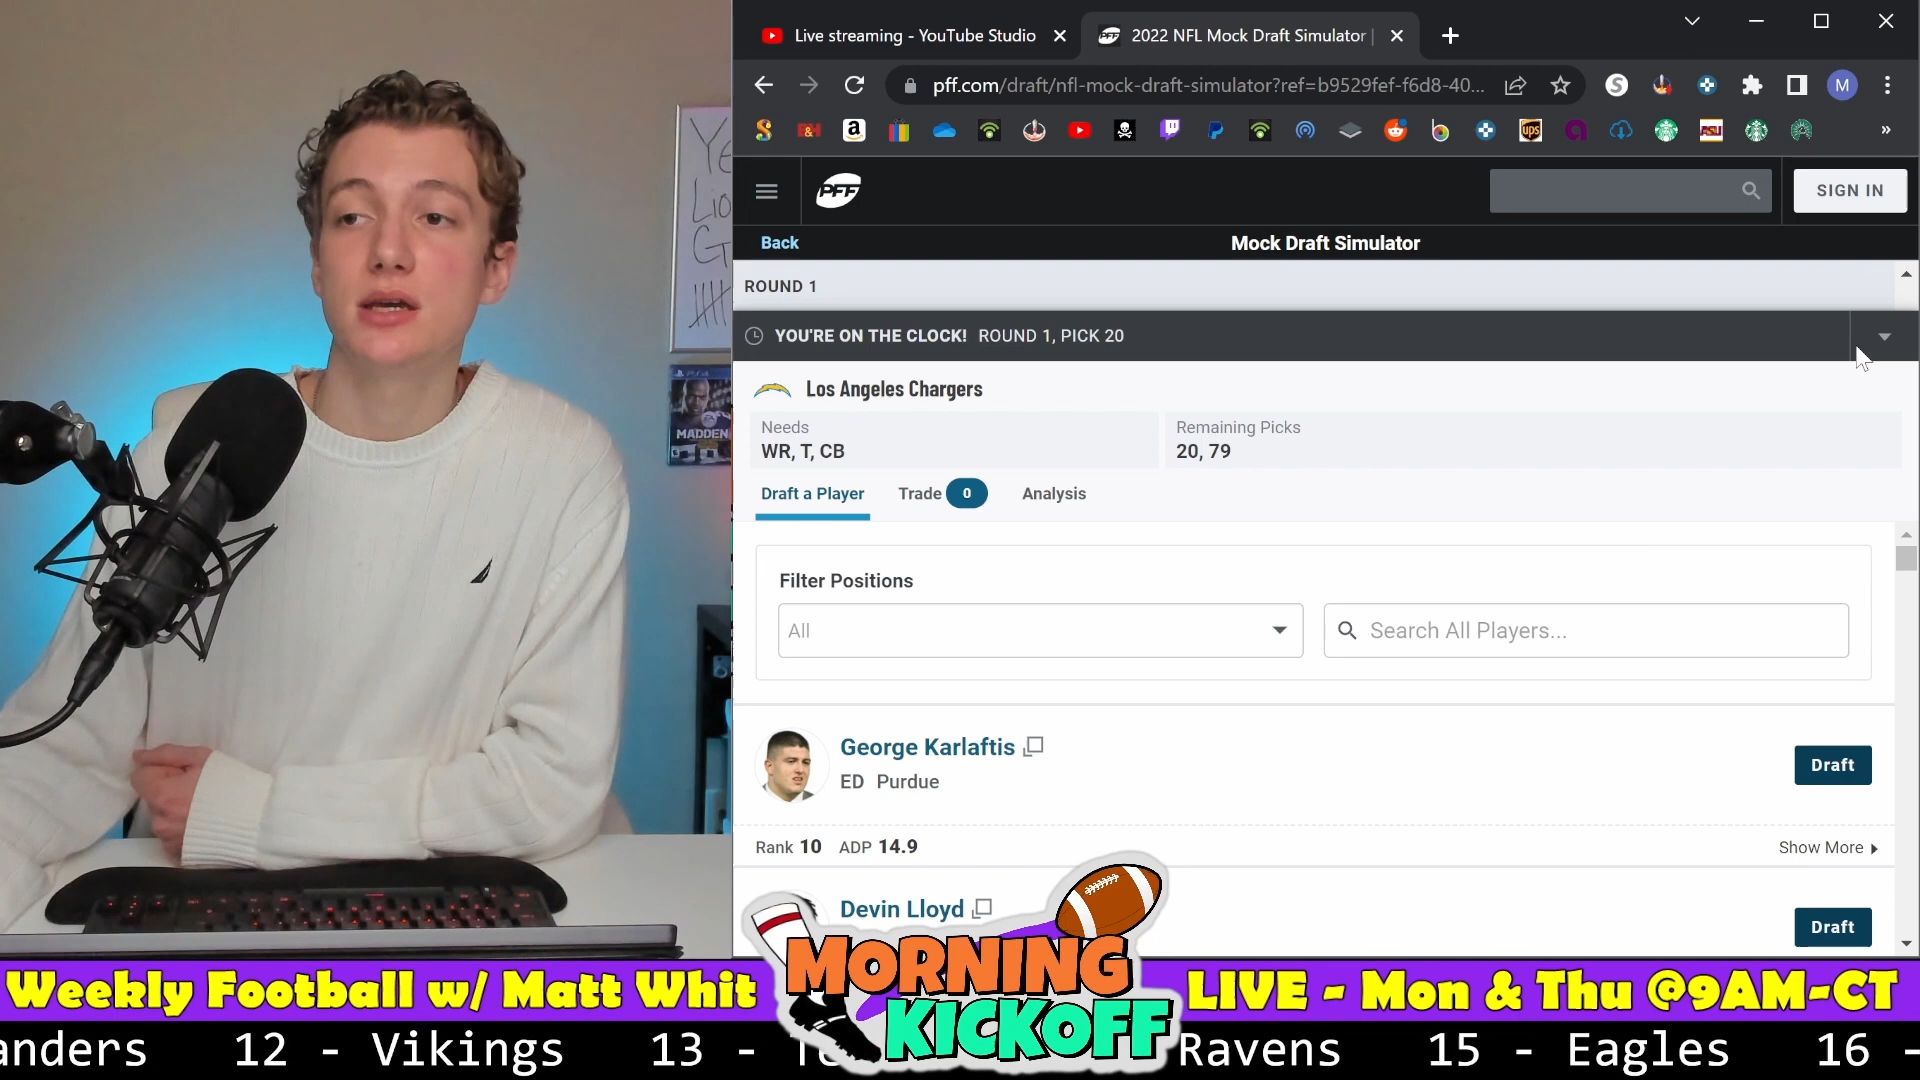 Live streaming - YouTube Studio
2022 NFL Mock Draft Simulator |
pff.com/draft/nfl-mock-draft-simulator?ref=b9529fef-f6d8-40...
S
M
R&H
a
ups
ASU
»
PFF
SIGN IN
Back
Mock Draft Simulator
ROUND 1
YOU'RE ON THE CLOCK! ROUND 1, PICK 20
Los Angeles Chargers
Needs
WR, T, CB
Remaining Picks
20, 79
Draft a Player
Trade 0
Analysis
Filter Positions
All
Search All Players...
George Karlaftis
ED Purdue
Draft
Rank 10 ADP 14.9
Show More
Devin Lloyd
Draft
MADDEN
Weekly Football w/ Matt Whit
MORNING
KICKOFF
LIVE - Mon & Thu @9AM-CT
anders 12 - Vikings 13 - Ravens 15 - Eagles 16 -